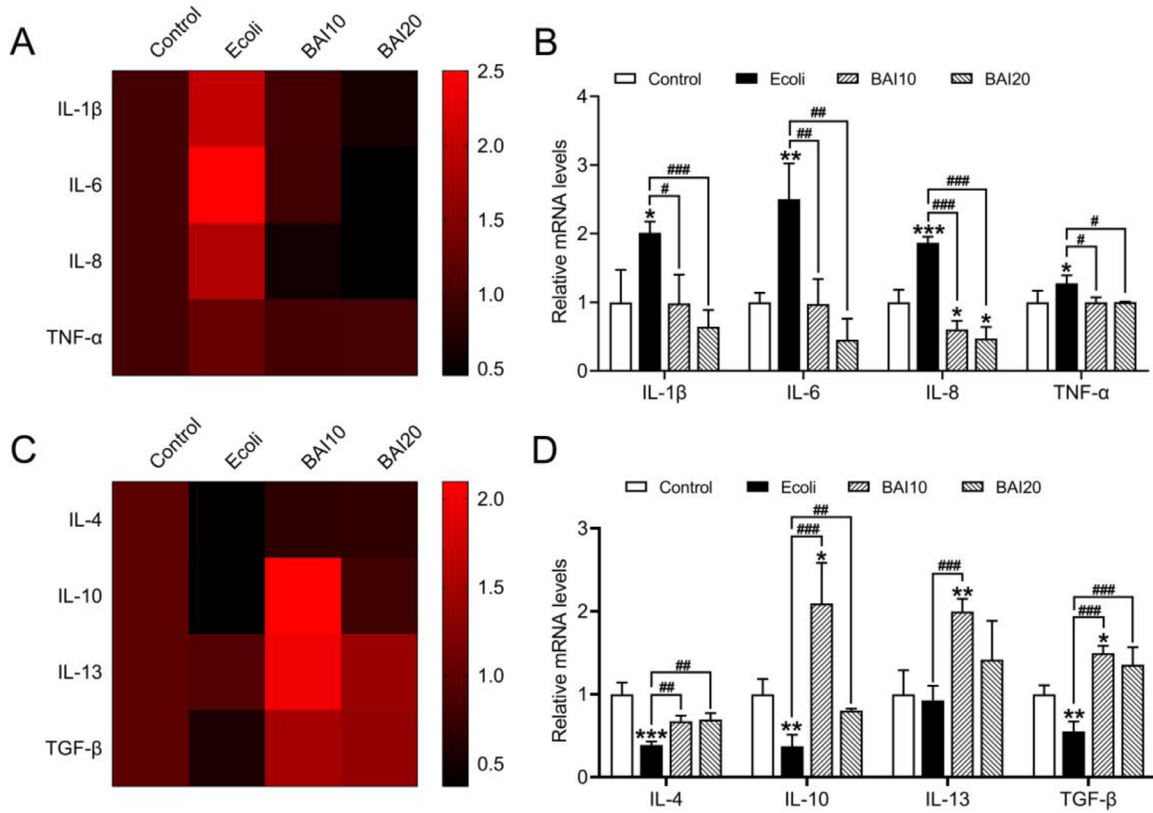 A
Control Ecoli BAI10 BAI20
IL-1β
IL-6
IL-8
TNF-α
2.5
2.0
1.5
1.0
0.5
B
Control Ecoli BAI10 BAI20
Relative mRNA levels
4
3
2
1
0
###
#
*
##
##
**
###
###
***
*
*
#
#
*
IL-1β IL-6 IL-8 TNF-α
C
Control Ecoli BAI10 BAI20
IL-4
IL-10
IL-13
TGF-β
2.0
1.5
1.0
0.5
D
Control Ecoli BAI10 BAI20
Relative mRNA levels
3
2
1
0
##
##
***
##
###
*
**
###
**
###
###
*
**
IL-4 IL-10 IL-13 TGF-β